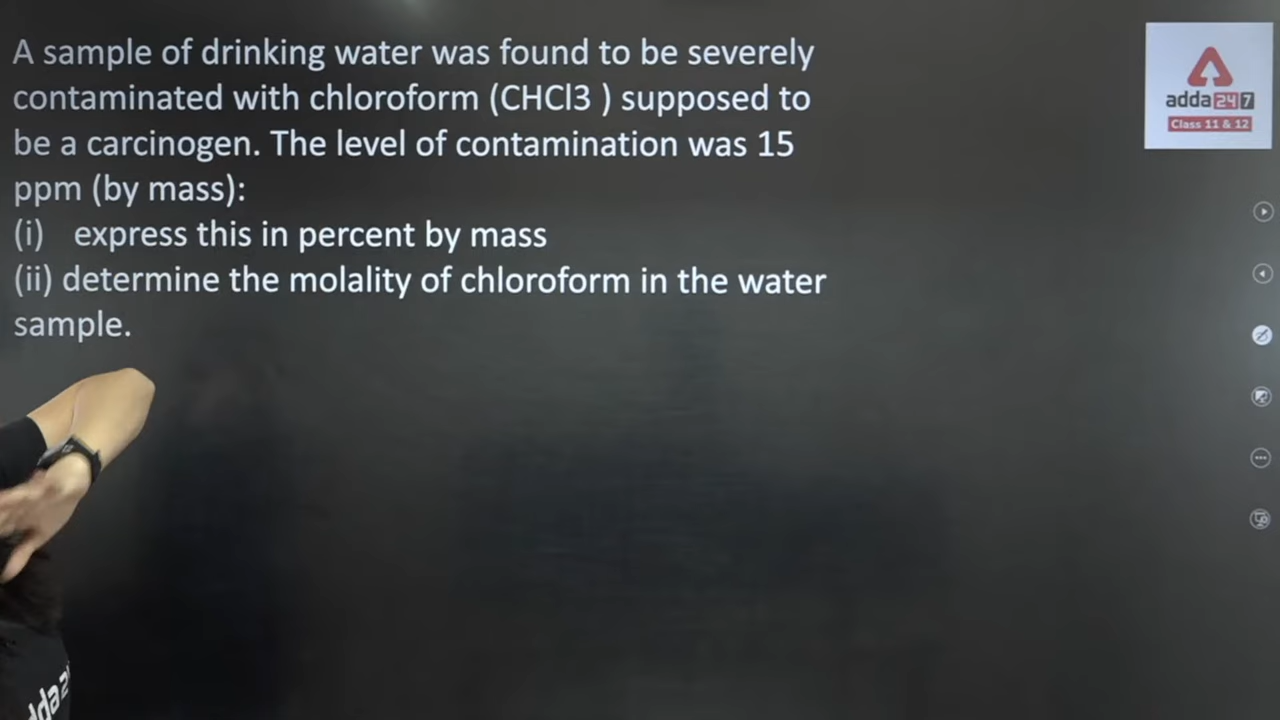 A sample of drinking water was found to be severely
contaminated with chloroform (CHCl3 ) supposed to
be a carcinogen. The level of contamination was 15
ppm (by mass):
(i) express this in percent by mass
(ii) determine the molality of chloroform in the water
sample.
adda247
Class 11 & 12
dda2